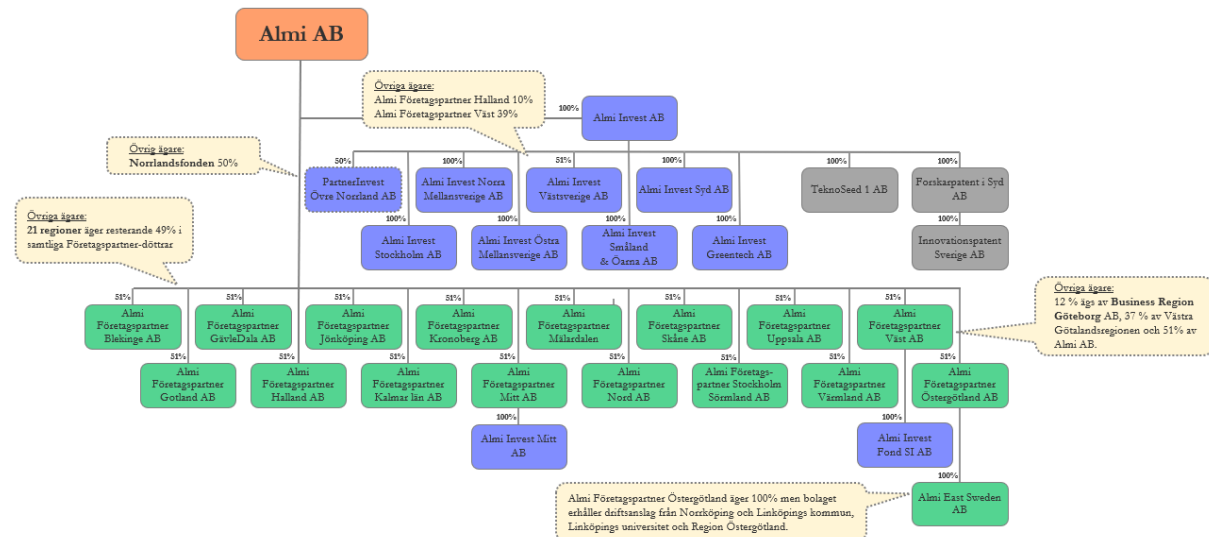 Almi AB
Övriga ägare:
Almi Företagspartner Halland 10%
Almi Företagspartner Väst 39%
100%
Almi Invest AB
Övrig ägare:
Norrlandsfonden 50%
50%
PartnerInvest
Övre Norrland AB
100%
Almi Invest Norra
Mellansverige AB
51%
Almi Invest
Västsverige AB
100%
Almi Invest Syd AB
100%
TeknoSeed 1 AB
100%
Forskarpatent i Syd
AB
100%
Almi Invest
Stockholm AB
100%
Almi Invest Östra
Mellansverige AB
100%
Almi Invest
Småland
& Öarna AB
100%
Almi Invest
Greentech AB
100%
Innovationspatent
Sverige AB
Övriga ägare:
21 regioner äger resterande 49% i
samtliga Företagspartner-döttrar
Övriga ägare:
12 % ägs av Business Region
Göteborg AB, 37 % av Västra
Götalandsregionen och 51% av
Almi AB.
51%
Almi
Företagspartner
Blekinge AB
51%
Almi
Företagspartner
GävleDala AB
51%
Almi
Företagspartner
Jönköping AB
51%
Almi
Företagspartner
Kronoberg AB
51%
Almi
Företagspartner
Mälardalen
51%
Almi
Företagspartner
Skåne AB
51%
Almi
Företagspartner
Uppsala AB
51%
Almi
Företagspartner
Väst AB
51%
Almi
Företagspartner
Gotland AB
51%
Almi
Företagspartner
Halland AB
51%
Almi
Företagspartner
Kalmar län AB
51%
Almi
Företagspartner
Mitt AB
51%
Almi
Företagspartner
Nord AB
51%
Almi Företags-
partner Stockholm
Sörmland AB
51%
Almi
Företagspartner
Värmland AB
51%
Almi
Företagspartner
Östergötland AB
100%
Almi Invest Mitt
AB
100%
Almi Invest
Fond SI AB
100%
Almi East Sweden
AB
Almi Företagspartner Östergötland äger 100% men bolaget
erhåller driftsanslag från Norrköping och Linköpings kommun,
Linköpings universitet och Region Östergötland.